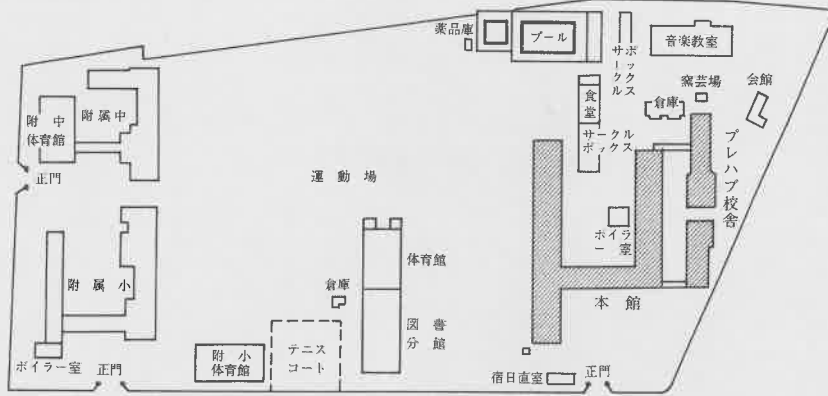 薬品庫
プール
サークル
ボックス
音楽教室
食堂
倉庫
窯芸場
会館
附中
体育館
附属中
サークル
ボックス
プレハブ校舎
正門
運動場
ボイラ
ー室
体育館
附属小
倉庫
本館
図書
分館
ボイラー室
正門
附小
体育館
テニス
コート
宿日直室
正門